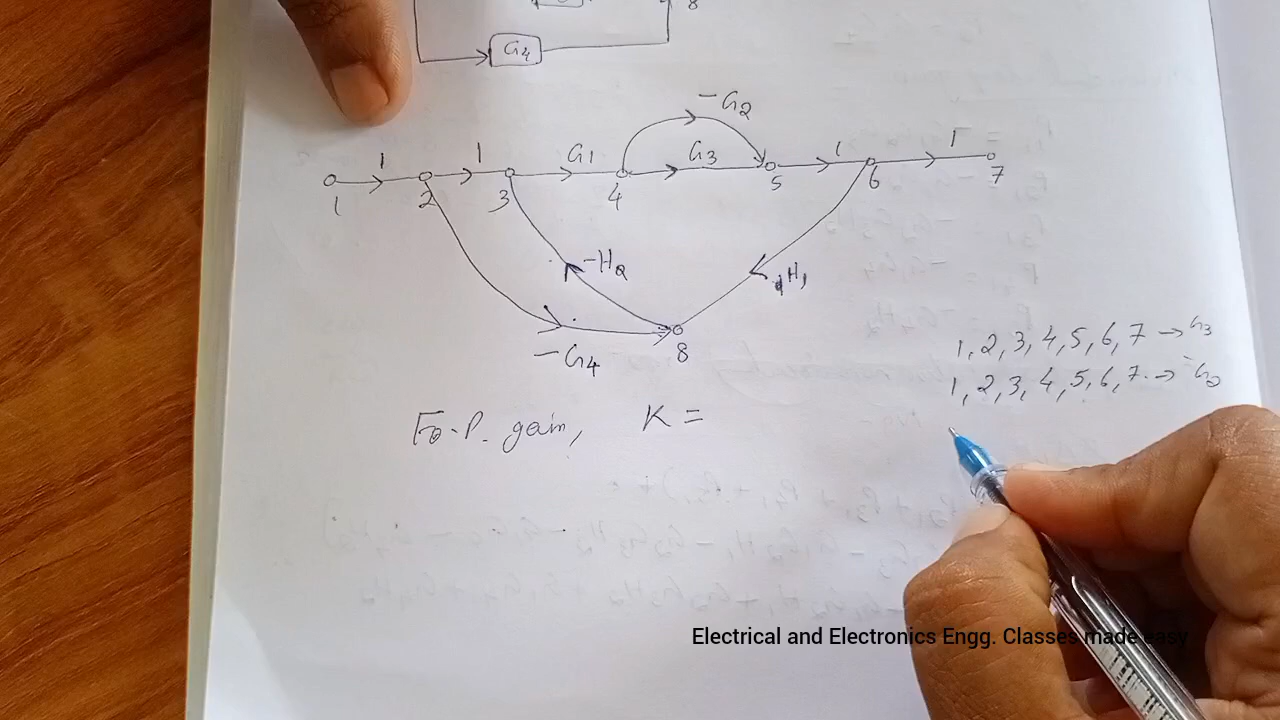 8
G4
-G2
1 1 G1 G3 1 1
1 2 3 4 5 6 7
-H2 H1
-G4 8
1, 2, 3, 4, 5, 6, 7 → G3
1, 2, 3, 4, 5, 6, 7 → -G2
Fo. P. gain, K =
Electrical and Electronics Engg. Classes made easy